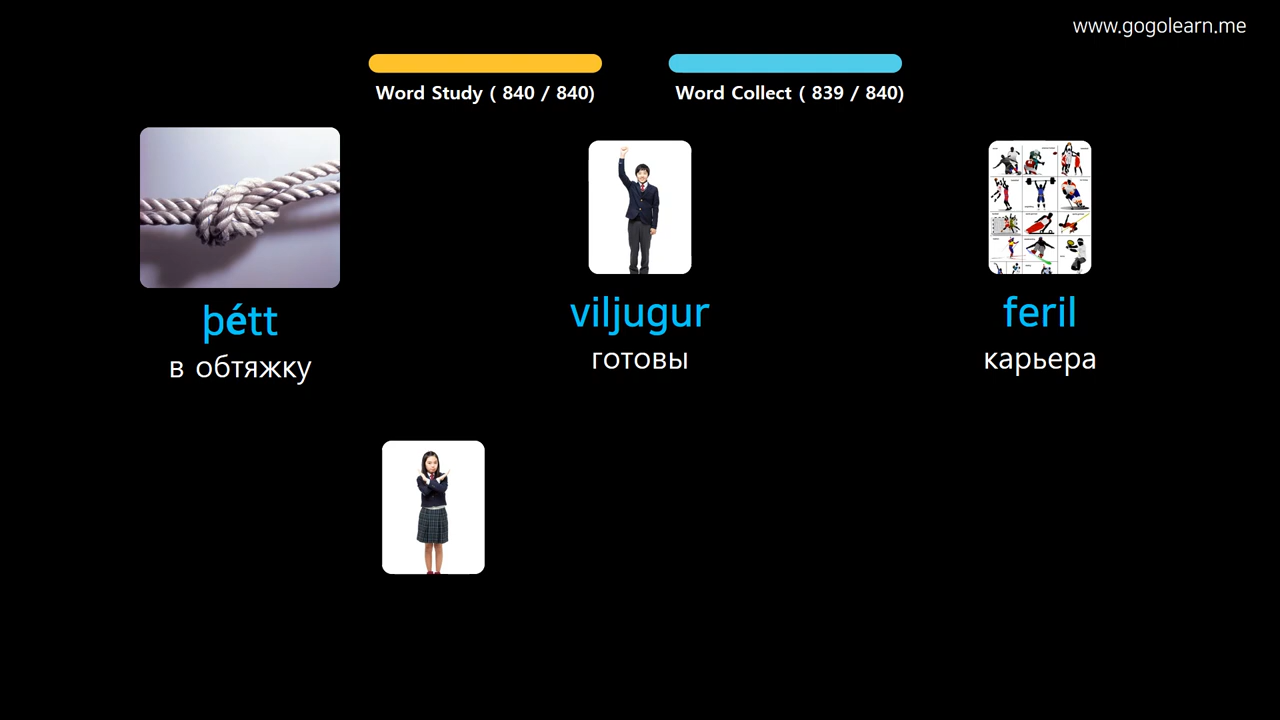 www.gogolearn.me
Word Study ( 840 / 840)
Word Collect ( 839 / 840)
þétt
viljugur
feril
в обтяжку
готовы
карьера